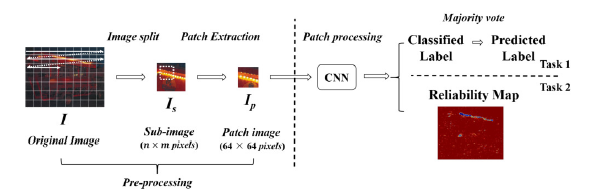 Majority vote
Image split
Patch Extraction
Patch processing
Classified Label
Predicted Label
Task 1
CNN
Task 2
I
Is
Ip
Reliability Map
Original Image
Sub-image
(n × m pixels)
Patch image
(64 × 64 pixels)
Pre-processing